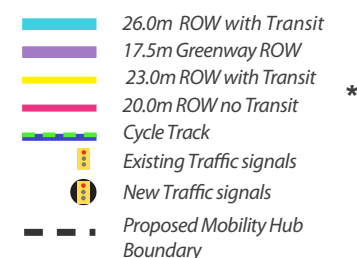 26.0m ROW with Transit
17.5m Greenway ROW
23.0m ROW with Transit
20.0m ROW no Transit
*
Cycle Track
Existing Traffic signals
New Traffic signals
Proposed Mobility Hub
Boundary